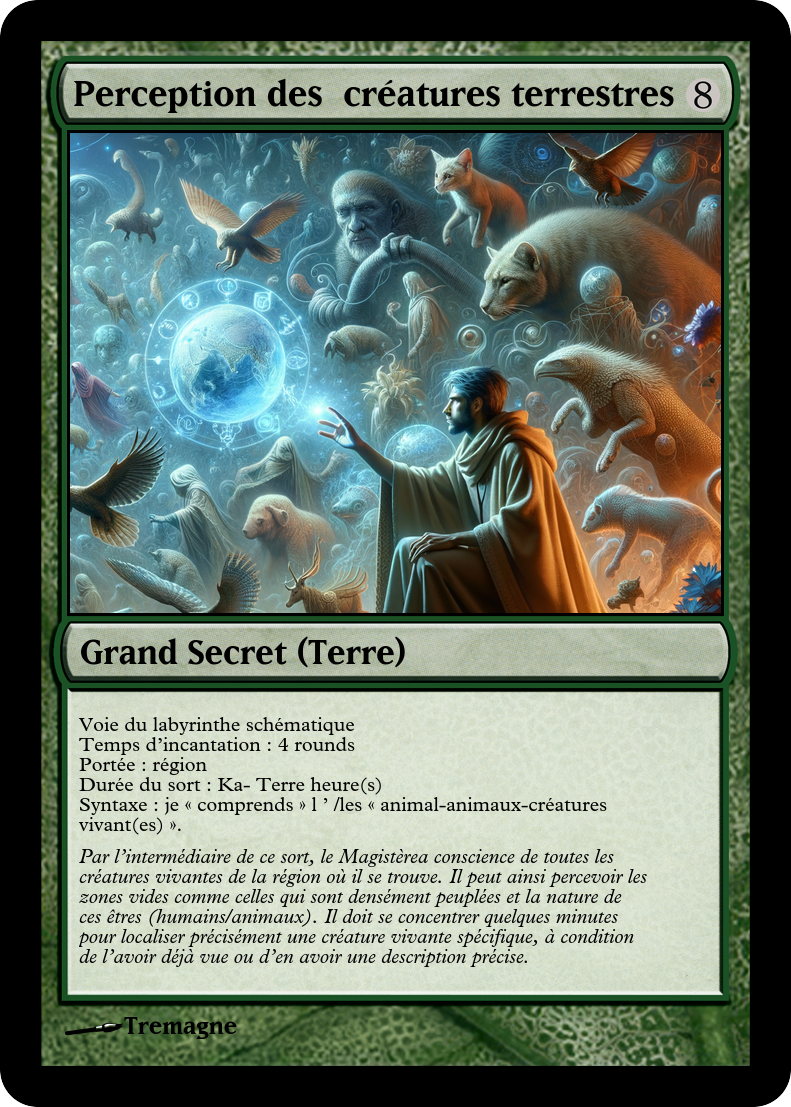 Perception des  créatures terrestres 8
Grand Secret (Terre)
Voie du labyrinthe schématique
Temps d'incantation : 4 rounds
Portée : région
Durée du sort : Ka- Terre heure(s)
Syntaxe : je « comprends » l ' /les « animal-animaux-créatures
vivant(es) ».
Par l'intermédiaire de ce sort, le Magistèrea conscience de toutes les
créatures vivantes de la région où il se trouve. Il peut ainsi percevoir les
zones vides comme celles qui sont densément peuplées et la nature de
ces êtres (humains/animaux). Il doit se concentrer quelques minutes
pour localiser précisément une créature vivante spécifique, à condition
de l'avoir déjà vue ou d'en avoir une description précise.
Tremagne